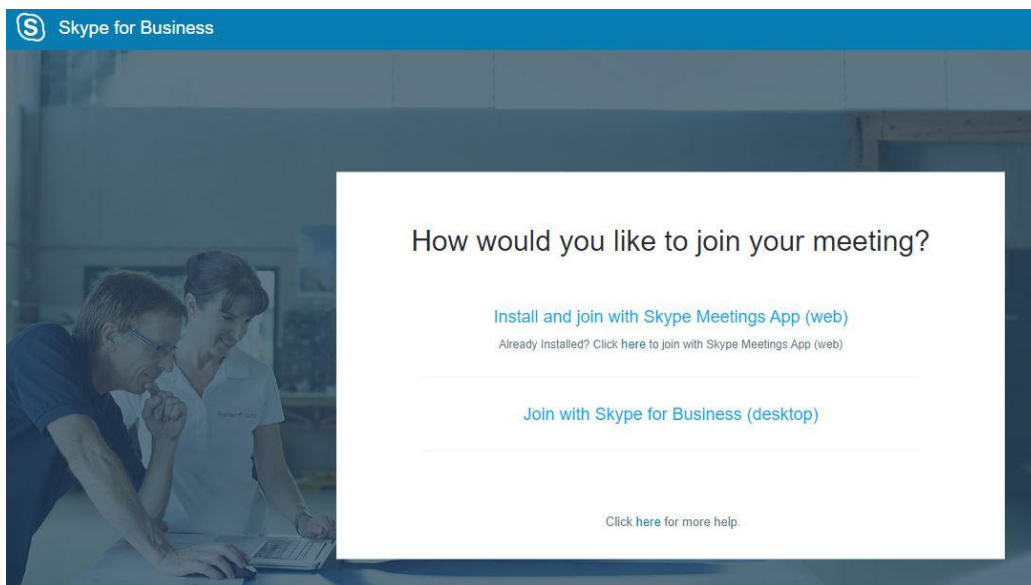 Skype for Business
How would you like to join your meeting?
Install and join with Skype Meetings App (web)
Already Installed? Click here to join with Skype Meetings App (web)
Join with Skype for Business (desktop)
Click here for more help.